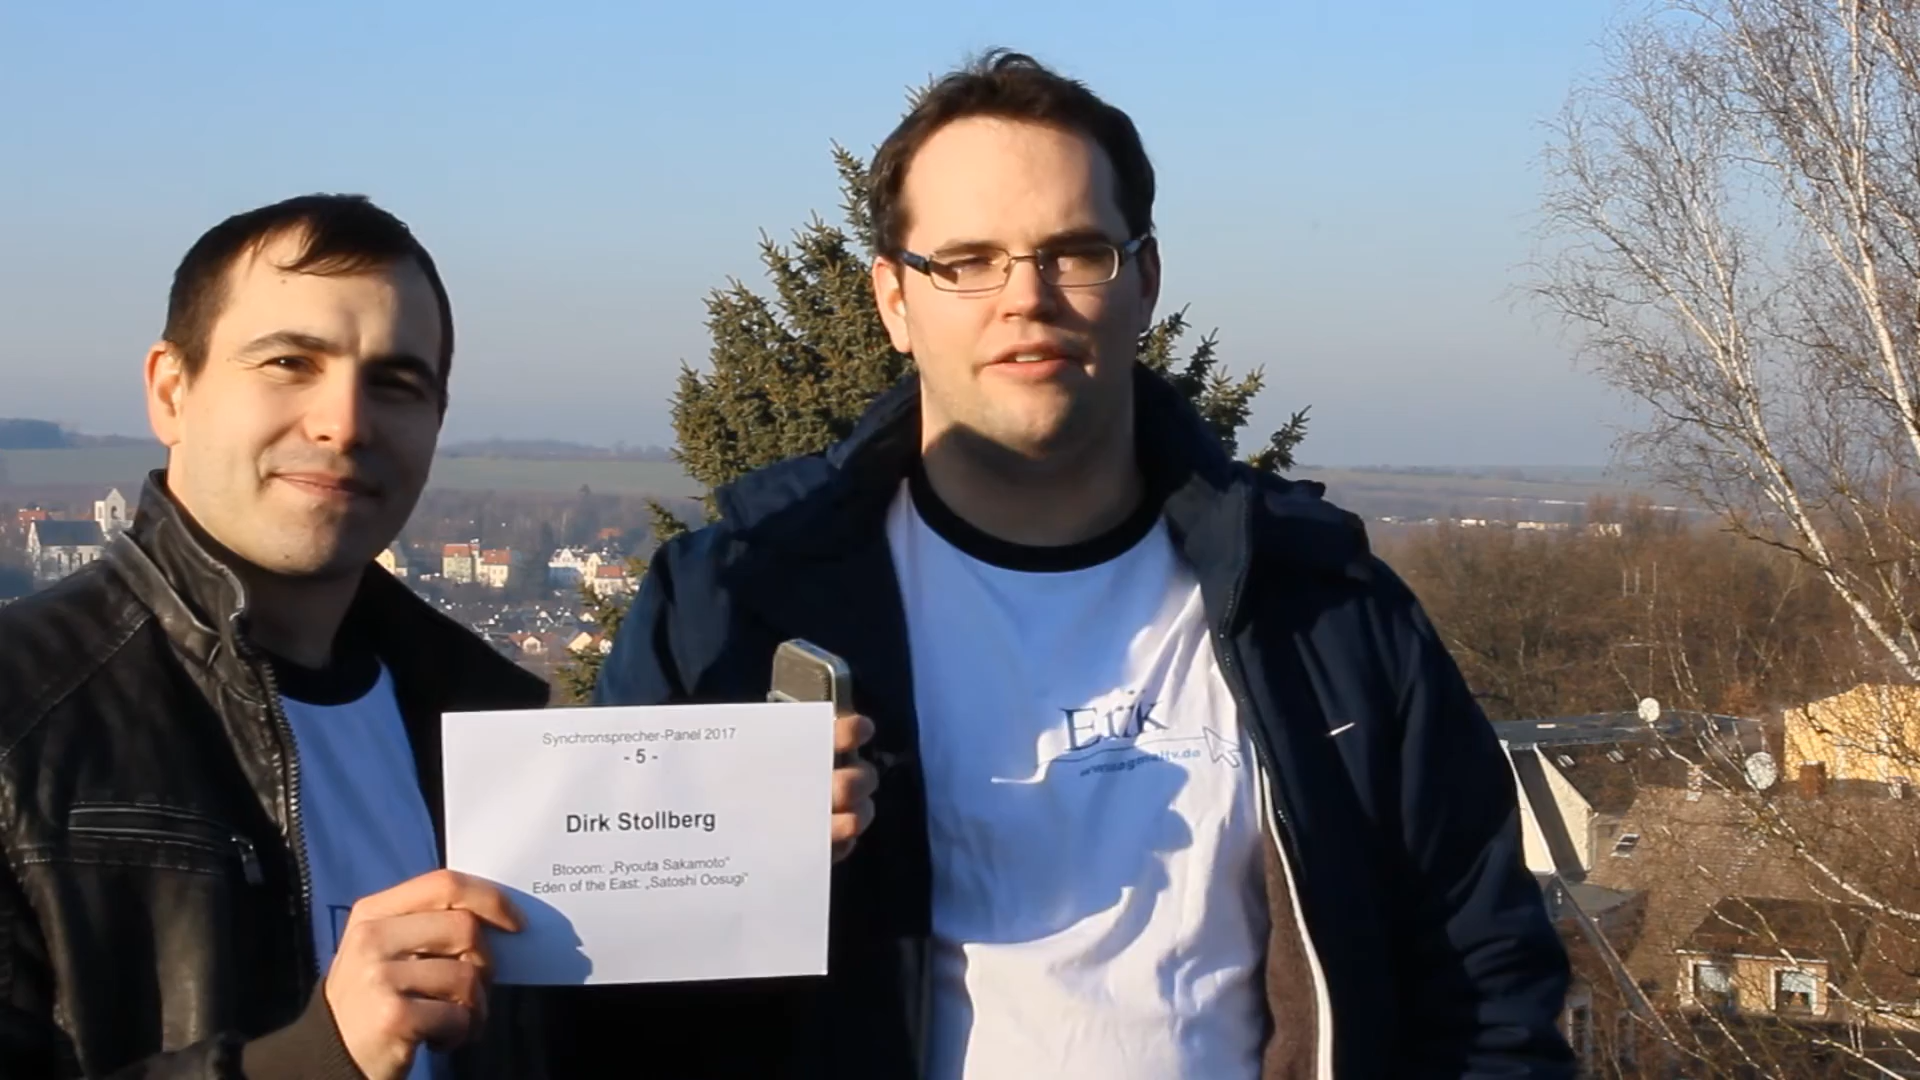 Synchronsprecher-Panel 2017
- 5 -
Dirk Stollberg
Btooom: „Ryouta Sakamoto“
Eden of the East: „Satoshi Oosugi“
Erik